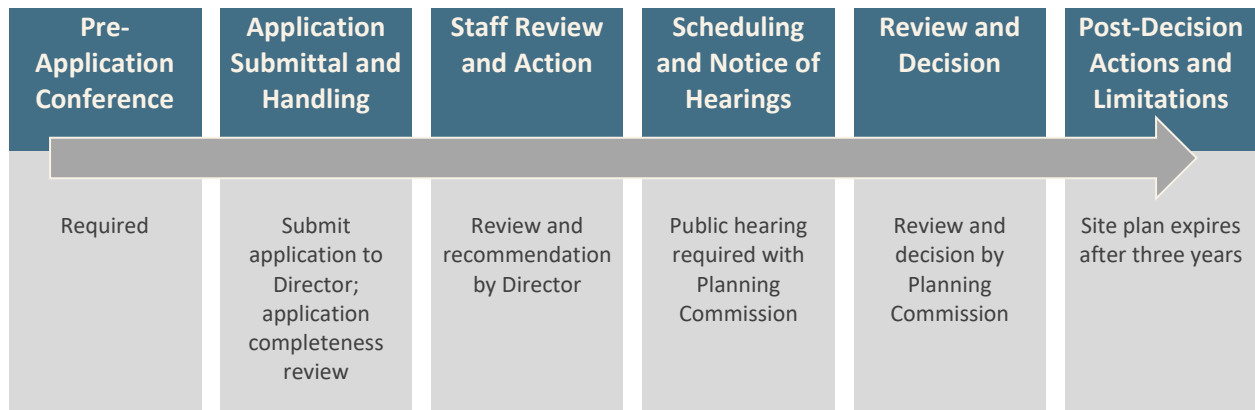 Pre-
Application
Conference
Application
Submittal and
Handling
Staff Review
and Action
Scheduling
and Notice of
Hearings
Review and
Decision
Post-Decision
Actions and
Limitations
Required
Submit
application to
Director;
application
completeness
review
Review and
recommendation
by Director
Public hearing
required with
Planning
Commission
Review and
decision by
Planning
Commission
Site plan expires
after three years